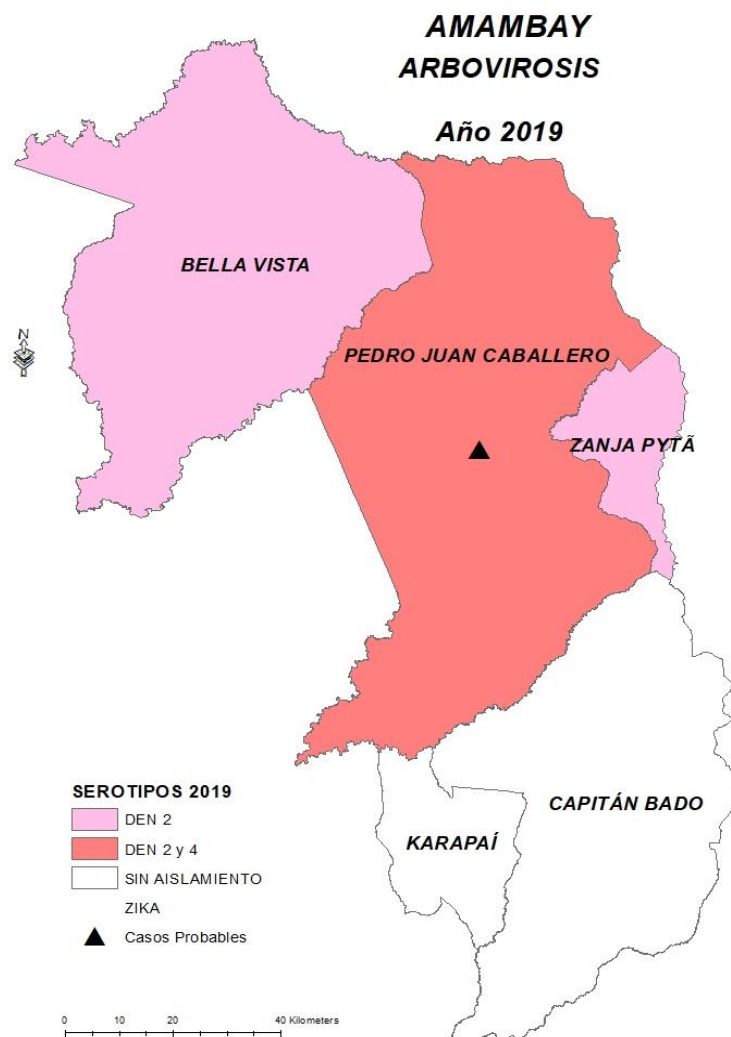 AMAMBAY
ARBOVIROSIS
Año 2019
BELLA VISTA
N
PEDRO JUAN CABALLERO
ZANJA PYTÃ
CAPITÁN BADO
KARAPAÍ
SEROTIPOS 2019
DEN 2
DEN 2 y 4
SIN AISLAMIENTO
ZIKA
Casos Probables
0 10 20 40 Kilometers